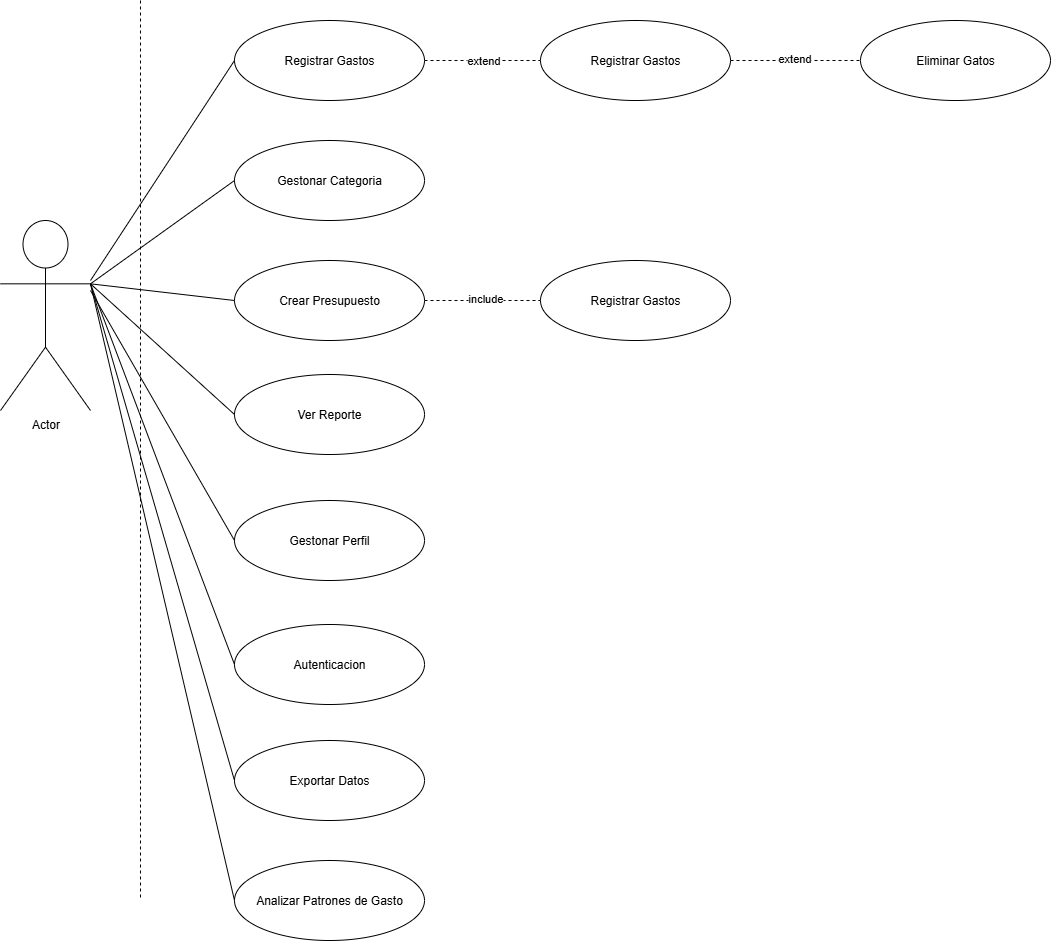 Registrar Gastos
extend
Registrar Gastos
extend
Eliminar Gatos
Gestonar Categoria
Crear Presupuesto
include
Registrar Gastos
Ver Reporte
Actor
Gestonar Perfil
Autenticacion
Exportar Datos
Analizar Patrones de Gasto